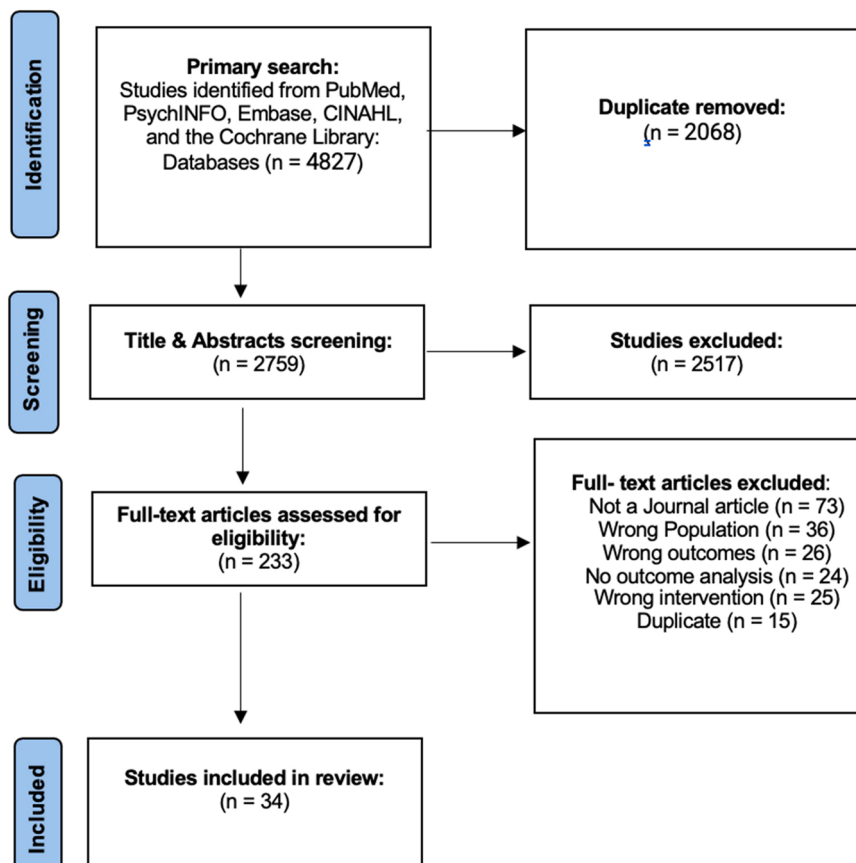 Identification
Primary search:
Studies identified from PubMed,
PsychINFO, Embase, CINAHL,
and the Cochrane Library:
Databases (n = 4827)
Duplicate removed:
(n = 2068)
Screening
Title & Abstracts screening:
(n = 2759)
Studies excluded:
(n = 2517)
Eligibility
Full-text articles assessed for
eligibility:
(n = 233)
Full- text articles excluded:
Not a Journal article (n = 73)
Wrong Population (n = 36)
Wrong outcomes (n = 26)
No outcome analysis (n = 24)
Wrong intervention (n = 25)
Duplicate (n = 15)
Included
Studies included in review:
(n = 34)